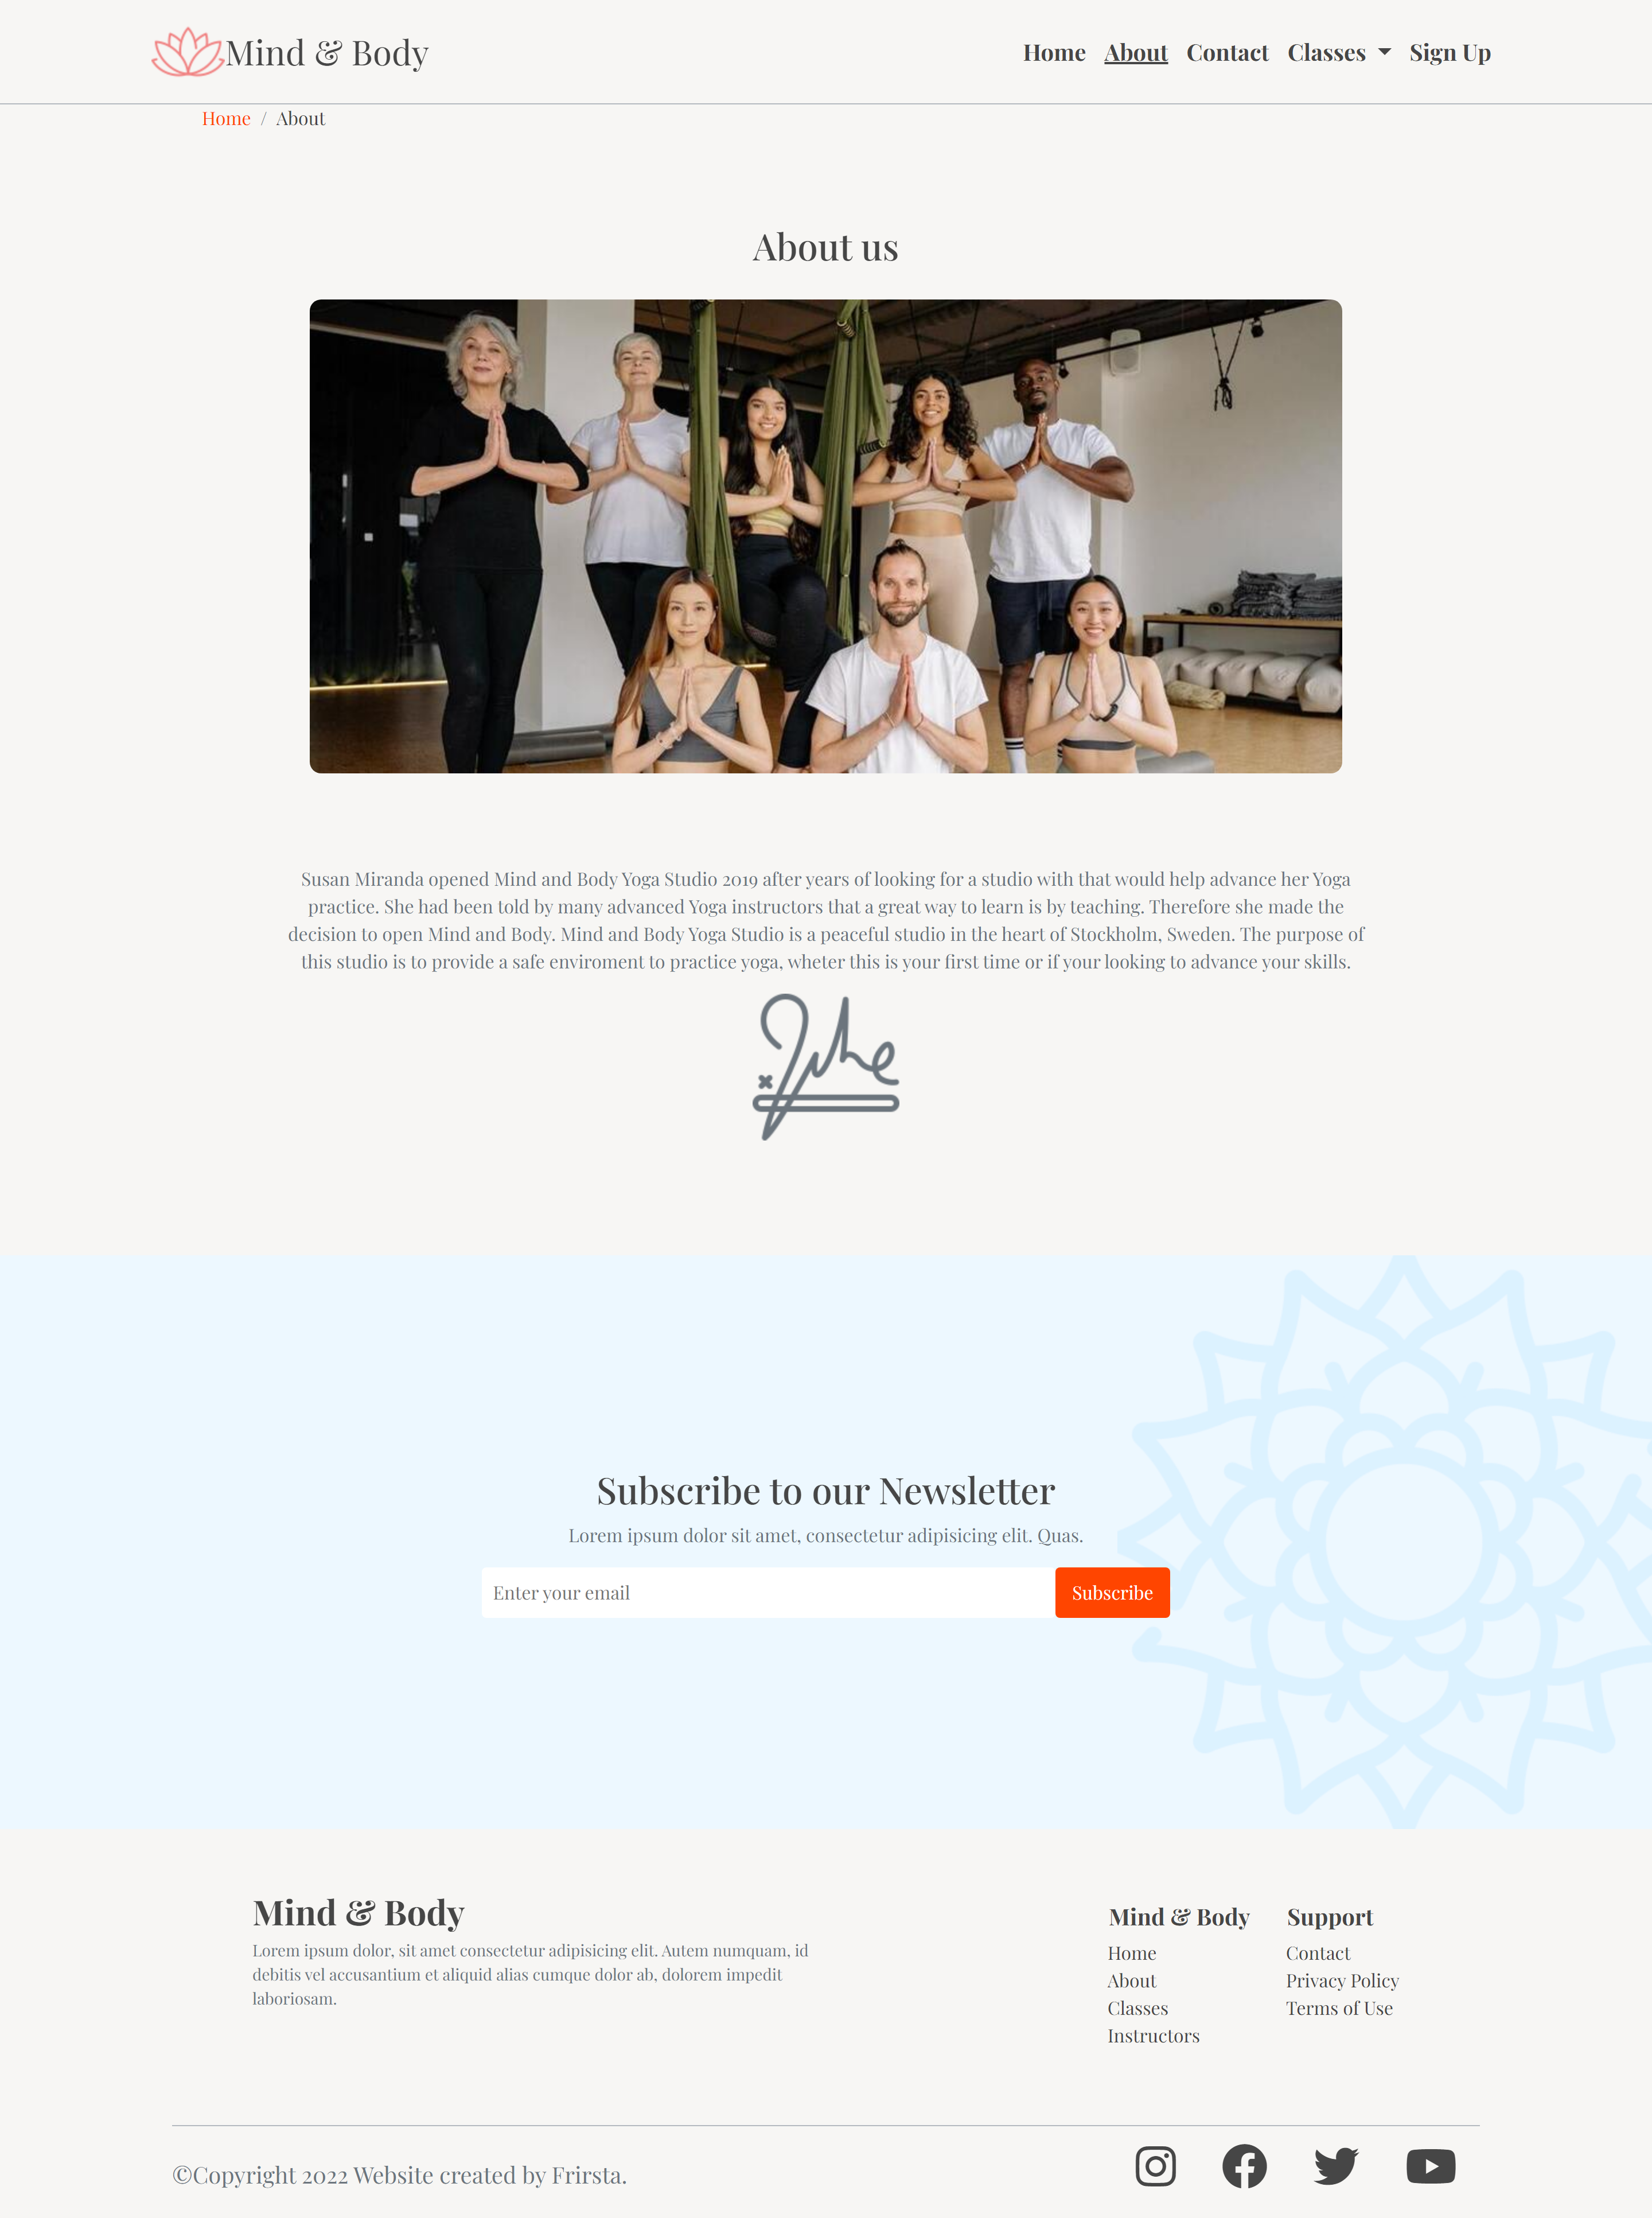 Mind & Body
Home About Contact Classes Sign Up
Home / About
About us
Susan Miranda opened Mind and Body Yoga Studio 2019 after years of looking for a studio with that would help advance her Yoga
practice. She had been told by many advanced Yoga instructors that a great way to learn is by teaching. Therefore she made the
decision to open Mind and Body. Mind and Body Yoga Studio is a peaceful studio in the heart of Stockholm, Sweden. The purpose of
this studio is to provide a safe enviroment to practice yoga, wheter this is your first time or if your looking to advance your skills.
Subscribe to our Newsletter
Lorem ipsum dolor sit amet, consectetur adipisicing elit. Quas.
Enter your email
Subscribe
Mind & Body
Lorem ipsum dolor, sit amet consectetur adipisicing elit. Autem numquam, id
debitis vel accusantium et aliquid alias cumque dolor ab, dolorem impedit
laboriosam.
Mind & Body
Home
About
Classes
Instructors
Support
Contact
Privacy Policy
Terms of Use
©Copyright 2022 Website created by Frirsta.